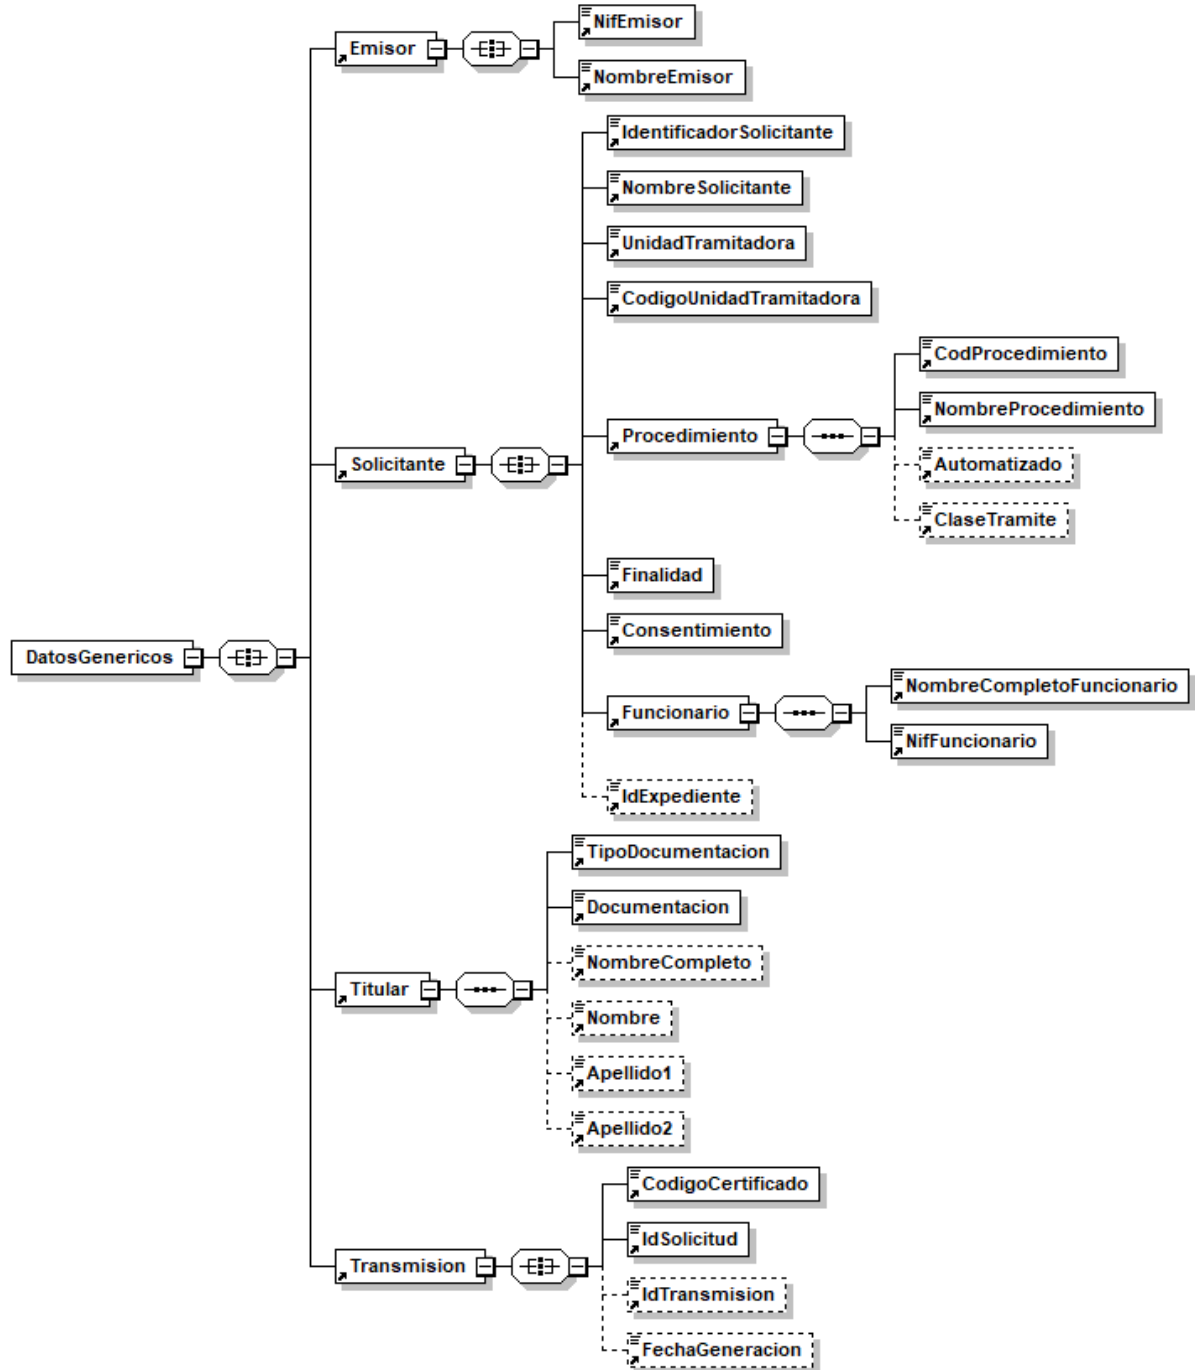 DatosGenericos
Emisor
NifEmisor
NombreEmisor
Solicitante
IdentificadorSolicitante
NombreSolicitante
UnidadTramitadora
CodigoUnidadTramitadora
Procedimiento
CodProcedimiento
NombreProcedimiento
Automatizado
ClaseTramite
Finalidad
Consentimiento
Funcionario
NombreCompletoFuncionario
NifFuncionario
IdExpediente
Titular
TipoDocumentacion
Documentacion
NombreCompleto
Nombre
Apellido1
Apellido2
Transmision
CodigoCertificado
IdSolicitud
IdTransmision
FechaGeneracion